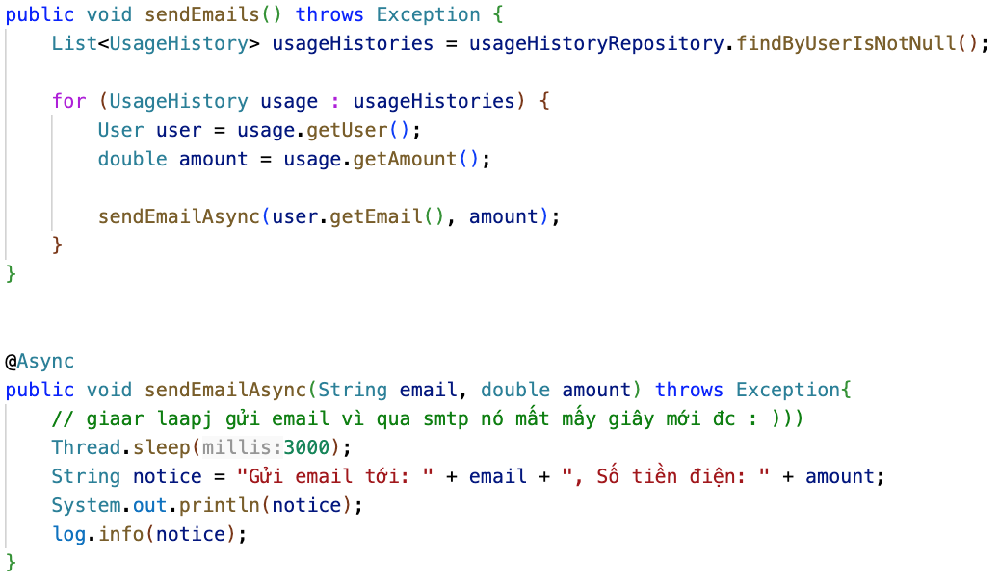 public void sendEmails() throws Exception {
    List<UsageHistory> usageHistories = usageHistoryRepository.findByUserIsNotNull();
    for (UsageHistory usage : usageHistories) {
        User user = usage.getUser();
        double amount = usage.getAmount();
        sendEmailAsync(user.getEmail(), amount);
    }
}
@Async
public void sendEmailAsync(String email, double amount) throws Exception{
    // giaar laapj gửi email vì qua smtp nó mất mấy giây mới đc : )))
    Thread.sleep(millis:3000);
    String notice = "Gửi email tới: " + email + ", Số tiền điện: " + amount;
    System.out.println(notice);
    log.info(notice);
}